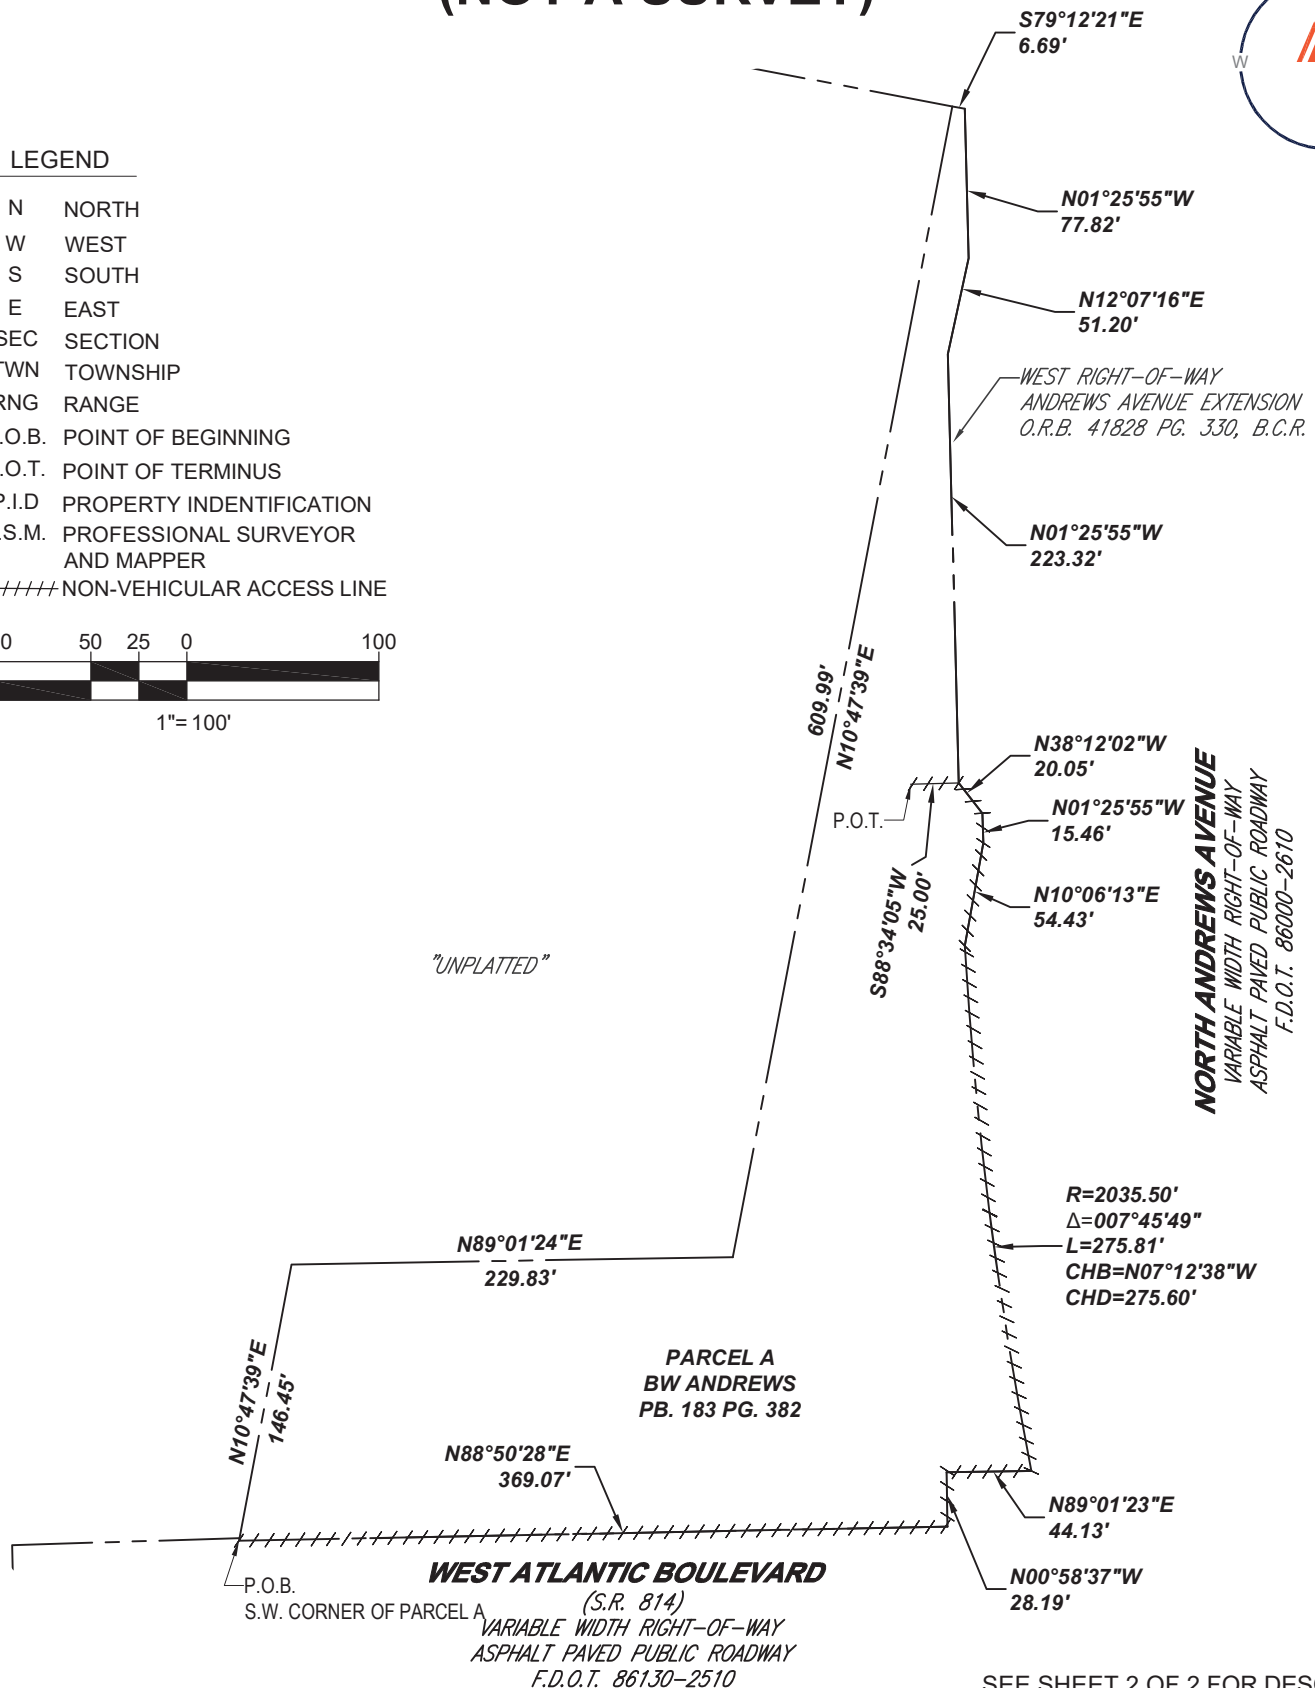 S79°12'21"E
6.69'
W
LEGEND
N NORTH
W WEST
S SOUTH
E EAST
SEC SECTION
TWN TOWNSHIP
RNG RANGE
.O.B. POINT OF BEGINNING
.O.T. POINT OF TERMINUS
P.I.D PROPERTY INDENTIFICATION
.S.M. PROFESSIONAL SURVEYOR
AND MAPPER
NON-VEHICULAR ACCESS LINE
0 50 25 0 100
1"= 100'
N01°25'55"W
77.82'
N12°07'16"E
51.20'
WEST RIGHT-OF-WAY
ANDREWS AVENUE EXTENSION
O.R.B. 41828 PG. 330, B.C.R.
N01°25'55"W
223.32'
609.99'
N10°47'39"E
N38°12'02"W
20.05'
P.O.T.
N01°25'55"W
15.46'
S88°34'05"W
25.00'
N10°06'13"E
54.43'
NORTH ANDREWS AVENUE
VARIABLE WIDTH RIGHT-OF-WAY
ASPHALT PAVED PUBLIC ROADWAY
F.D.O.T. 86000-2610
"UNPLATTED"
R=2035.50'
Δ=007°45'49"
L=275.81'
CHB=N07°12'38"W
CHD=275.60'
N89°01'24"E
229.83'
N10°47'39"E
146.45'
PARCEL A
BW ANDREWS
PB. 183 PG. 382
N88°50'28"E
369.07'
N89°01'23"E
44.13'
N00°58'37"W
28.19'
P.O.B.
S.W. CORNER OF PARCEL A
WEST ATLANTIC BOULEVARD
(S.R. 814)
VARIABLE WIDTH RIGHT-OF-WAY
ASPHALT PAVED PUBLIC ROADWAY
F.D.O.T. 86130-2510